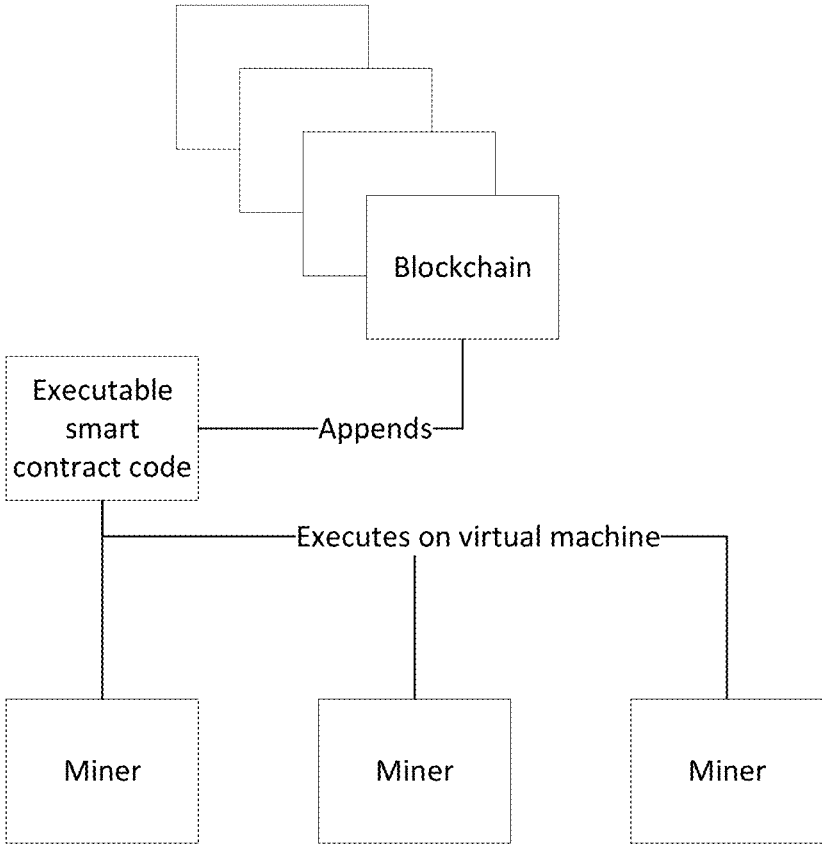 Blockchain
Executable
smart
contract code
Appends
Executes on virtual machine
Miner
Miner
Miner